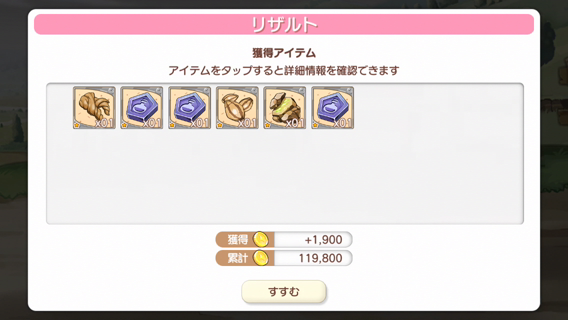 リザルト
獲得アイテム
アイテムをタップすると詳細情報を確認できます
x01 x01 x01 x01 x01 x01
獲得 +1,900
累計 119,800
すすむ